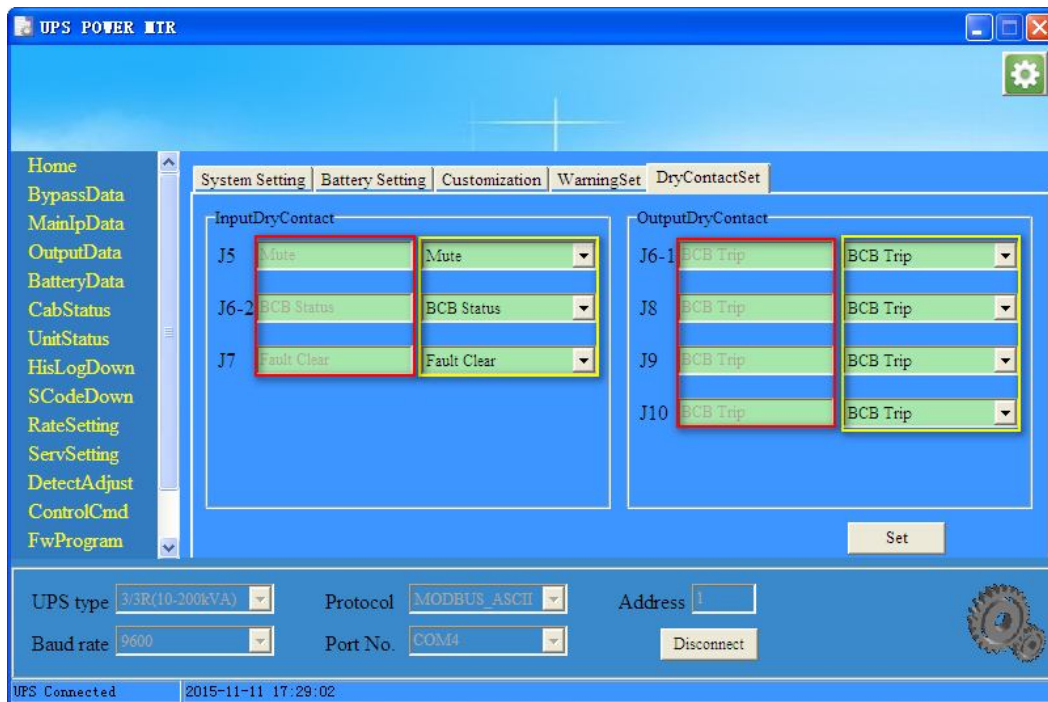 UPS POWER MTR
Home
BypassData
MainIpData
OutputData
BatteryData
CabStatus
UnitStatus
HisLogDown
SCodeDown
RateSetting
ServSetting
DetectAdjust
ControlCmd
FwProgram
System Setting Battery Setting Customization WarningSet DryContactSet
InputDryContact
J5 Mute Mute
J6-2 BCB Status BCB Status
J7 Fault Clear Fault Clear
OutputDryContact
J6-1 BCB Trip BCB Trip
J8 BCB Trip BCB Trip
J9 BCB Trip BCB Trip
J10 BCB Trip BCB Trip
Set
UPS type 3/3R(10-200kVA) Protocol MODBUS_ASCII Address 1
Baud rate 9600 Port No. COM4 Disconnect
UPS Connected 2015-11-11 17:29:02